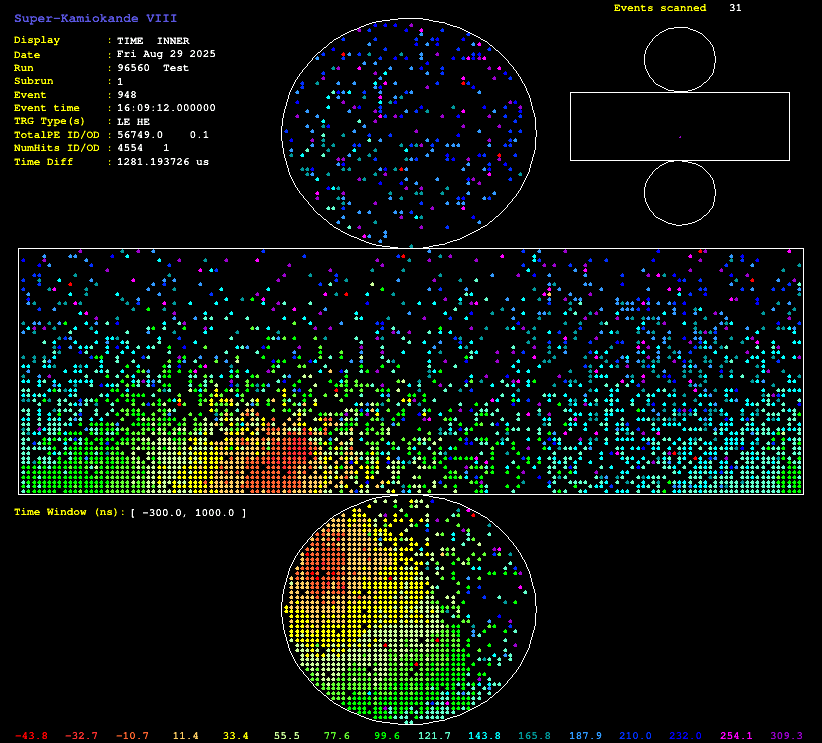 Super-Kamiokande VIII
Events scanned 31
Display : TIME INNER
Date : Fri Aug 29 2025
Run : 96560 Test
Subrun : 1
Event : 948
Event time : 16:09:12.000000
TRG Type(s) : LE HE
TotalPE ID/OD : 56749.0 0.1
NumHits ID/OD : 4554 1
Time Diff : 1281.193726 us
Time Window (ns): [ -300.0, 1000.0 ]
-43.8 -32.7 -10.7 11.4 33.4 55.5 77.6 99.6 121.7 143.8 165.8 187.9 210.0 232.0 254.1 309.3